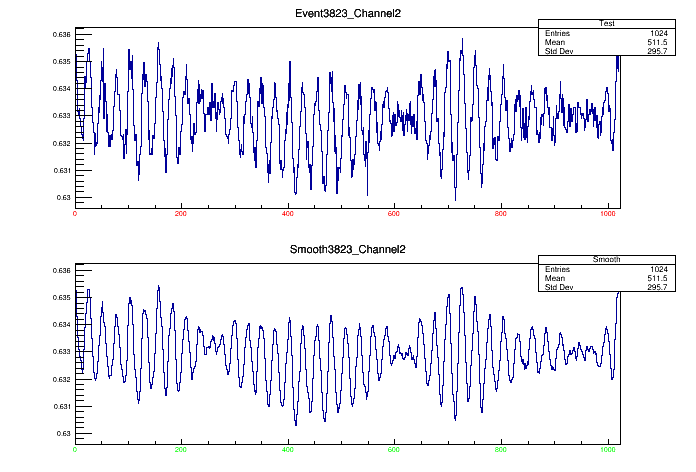 Event3823_Channel2
Test
Entries 1024
Mean 511.5
Std Dev 295.7
0.636
0.635
0.634
0.633
0.632
0.631
0.63
0 200 400 600 800 1000
Smooth3823_Channel2
Smooth
Entries 1024
Mean 511.5
Std Dev 295.7
0.636
0.635
0.634
0.633
0.632
0.631
0.63
0 200 400 600 800 1000